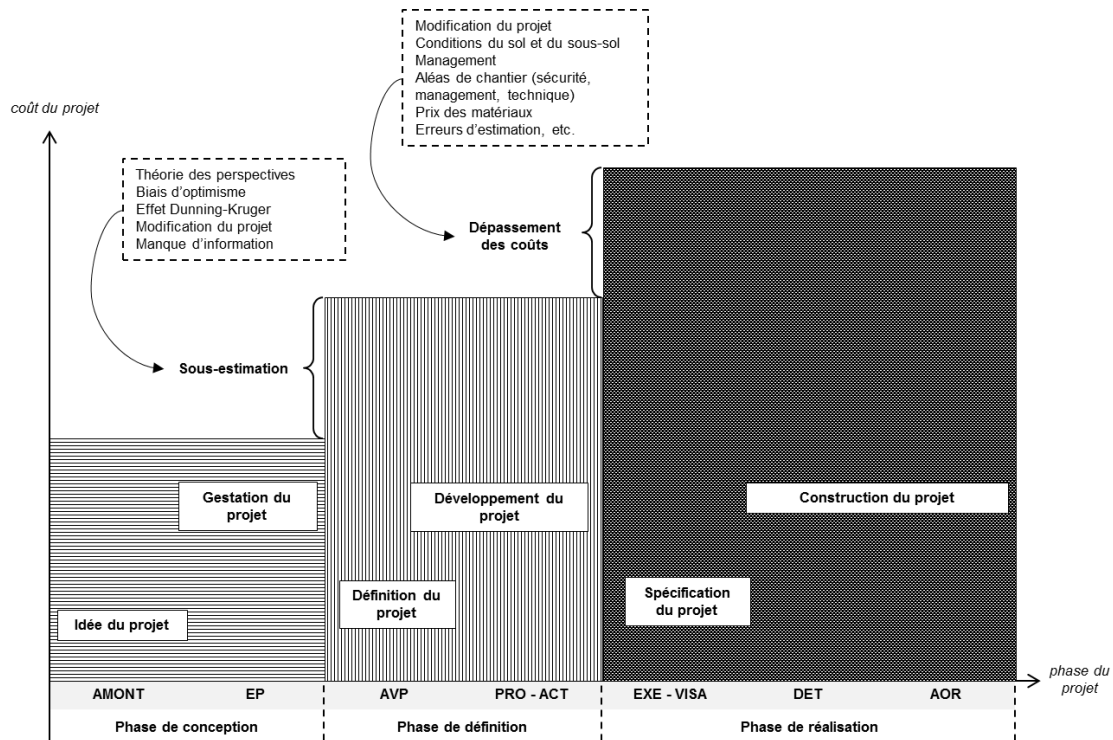 Modification du projet
Conditions du sol et du sous-sol
Management
Aléas de chantier (sécurité,
management, technique)
Prix des matériaux
Erreurs d’estimation, etc.
coût du projet
Théorie des perspectives
Biais d’optimisme
Effet Dunning-Kruger
Modification du projet
Manque d’information
Dépassement
des coûts
Sous-estimation
Gestation du
projet
Développement du
projet
Construction du projet
Idée du projet
Définition du
projet
Spécification
du projet
phase du
projet
AMONT EP AVP PRO - ACT EXE - VISA DET AOR
Phase de conception Phase de définition Phase de réalisation